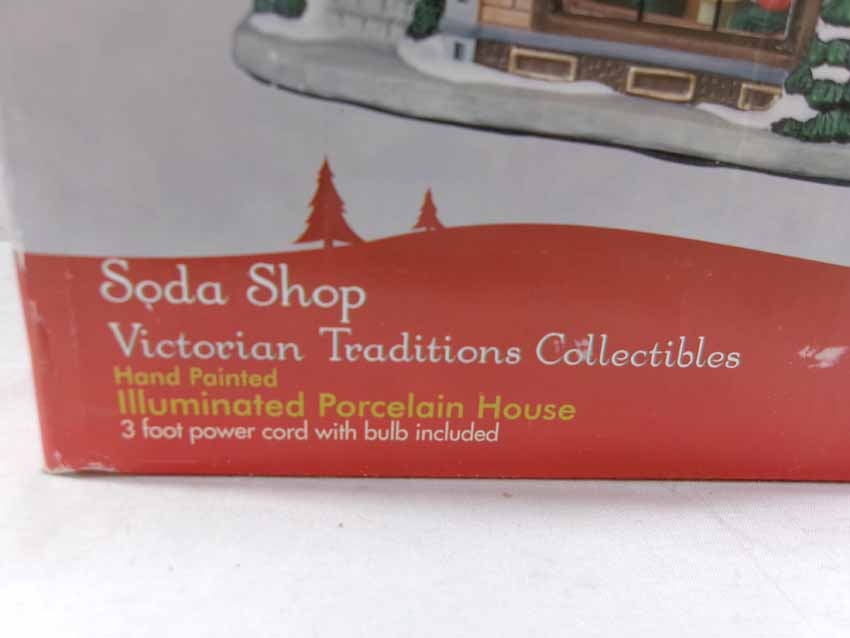 Soda Shop
Victorian Traditions Collectibles
Hand Painted
Illuminated Porcelain House
3 foot power cord with bulb included